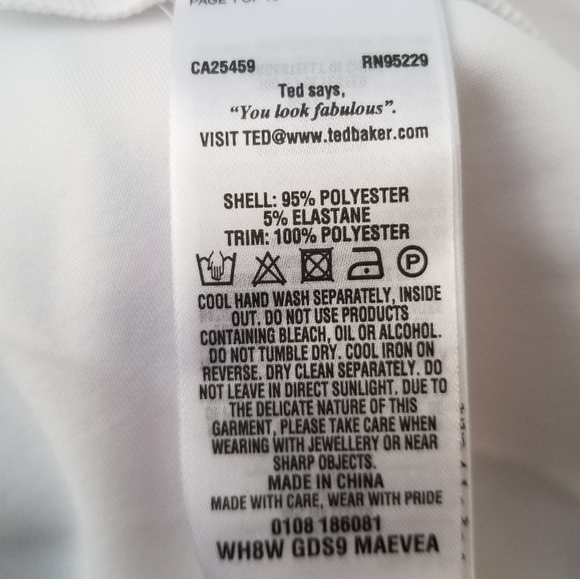 CA25459 RN95229
Ted says,
"You look fabulous".
VISIT TED@www.tedbaker.com
SHELL: 95% POLYESTER
5% ELASTANE
TRIM: 100% POLYESTER
P
COOL HAND WASH SEPARATELY, INSIDE
OUT. DO NOT USE PRODUCTS
CONTAINING BLEACH, OIL OR ALCOHOL.
DO NOT TUMBLE DRY. COOL IRON ON
REVERSE. DRY CLEAN SEPARATELY. DO
NOT LEAVE IN DIRECT SUNLIGHT. DUE TO
THE DELICATE NATURE OF THIS
GARMENT, PLEASE TAKE CARE WHEN
WEARING WITH JEWELLERY OR NEAR
SHARP OBJECTS.
MADE IN CHINA
MADE WITH CARE, WEAR WITH PRIDE
0108 186081
WH8W GDS9 MAEVEA